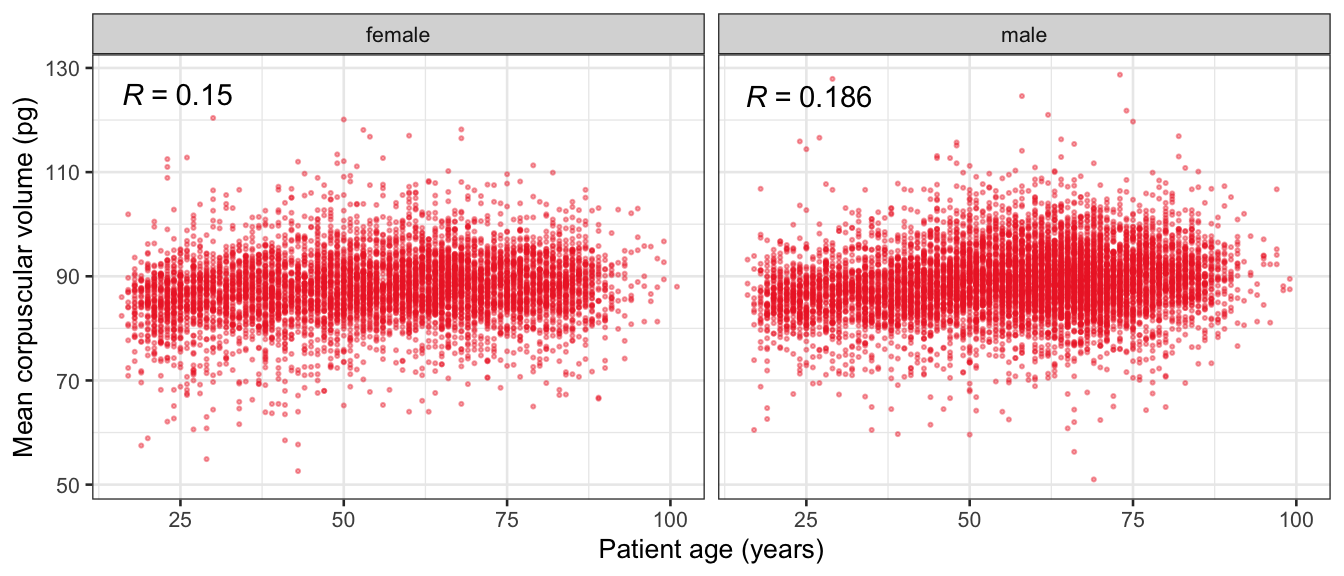 female
male
R = 0.15
R = 0.186
Mean corpuscular volume (pg)
130
110
90
70
50
25
50
75
100
25
50
75
100
Patient age (years)